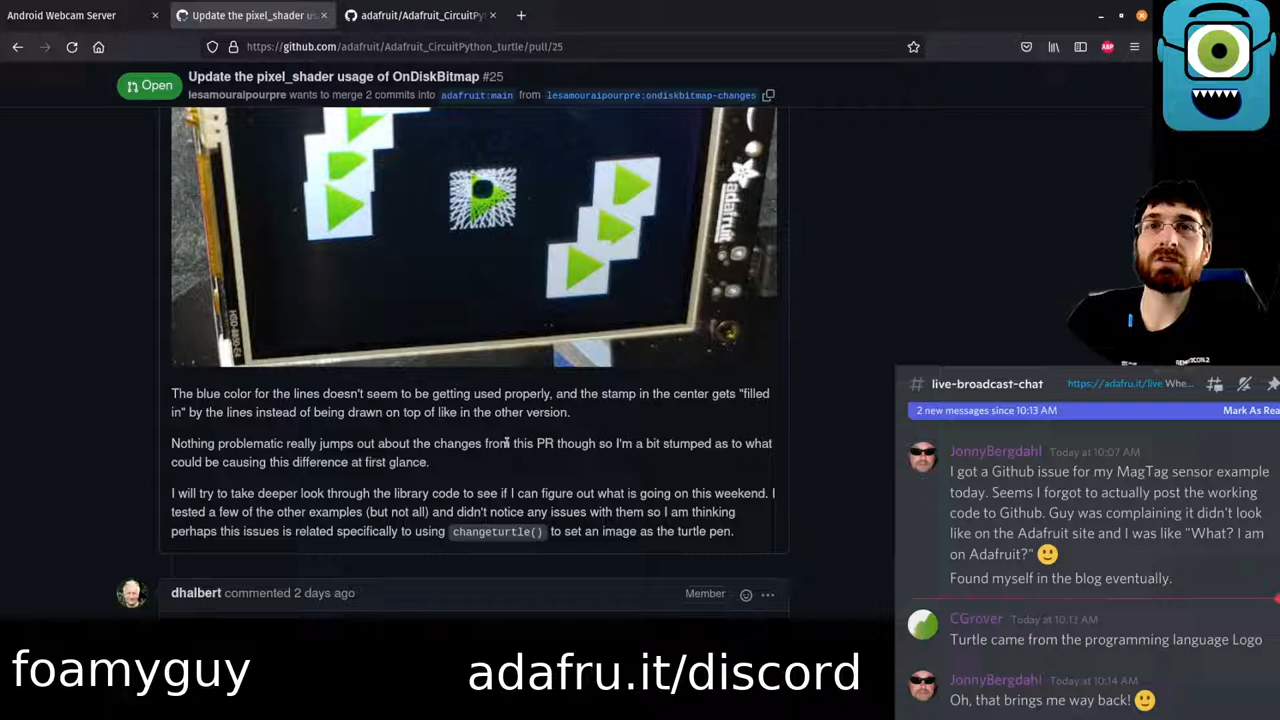 Android Webcam Server
Update the pixel_shader us
adafruit/Adafruit_CircuitPy
https://github.com/adafruit/Adafruit_CircuitPython_turtle/pull/25
ABP
Open
Update the pixel_shader usage of OnDiskBitmap #25
lesamouraipourpre wants to merge 2 commits into adafruit:main from lesamouraipourpre:ondiskbitmap-changes
adafruit
The blue color for the lines doesn't seem to be getting used properly, and the stamp in the center gets "filled
in" by the lines instead of being drawn on top of like in the other version.
Nothing problematic really jumps out about the changes from this PR though so I'm a bit stumped as to what
could be causing this difference at first glance.
I will try to take deeper look through the library code to see if I can figure out what is going on this weekend. I
tested a few of the other examples (but not all) and didn't notice any issues with them so I am thinking
perhaps this issues is related specifically to using changeturtle() to set an image as the turtle pen.
dhalbert commented 2 days ago
Member
# live-broadcast-chat
https://adafru.it/live Whe...
2 new messages since 10:13 AM
Mark As Rea
JonnyBergdahl Today at 10:07 AM
I got a Github issue for my MagTag sensor example
today. Seems I forgot to actually post the working
code to Github. Guy was complaining it didn't look
like on the Adafruit site and I was like "What? I am
on Adafruit?" 🙂
Found myself in the blog eventually.
CGrover Today at 10:13 AM
Turtle came from the programming language Logo
JonnyBergdahl Today at 10:14 AM
Oh, that brings me way back! 🙂
foamyguy
adafru.it/discord